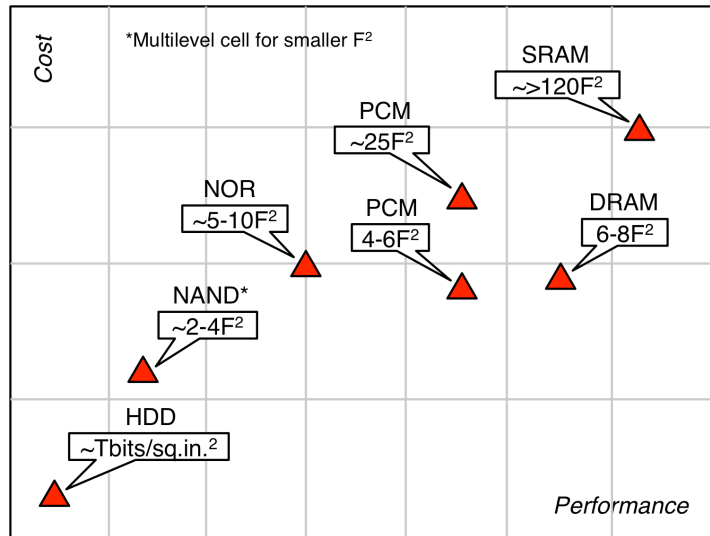 Cost
*Multilevel cell for smaller F²
SRAM
~>120F²
PCM
~25F²
NOR
~5-10F²
PCM
4-6F²
DRAM
6-8F²
NAND*
~2-4F²
HDD
~Tbits/sq.in.²
Performance